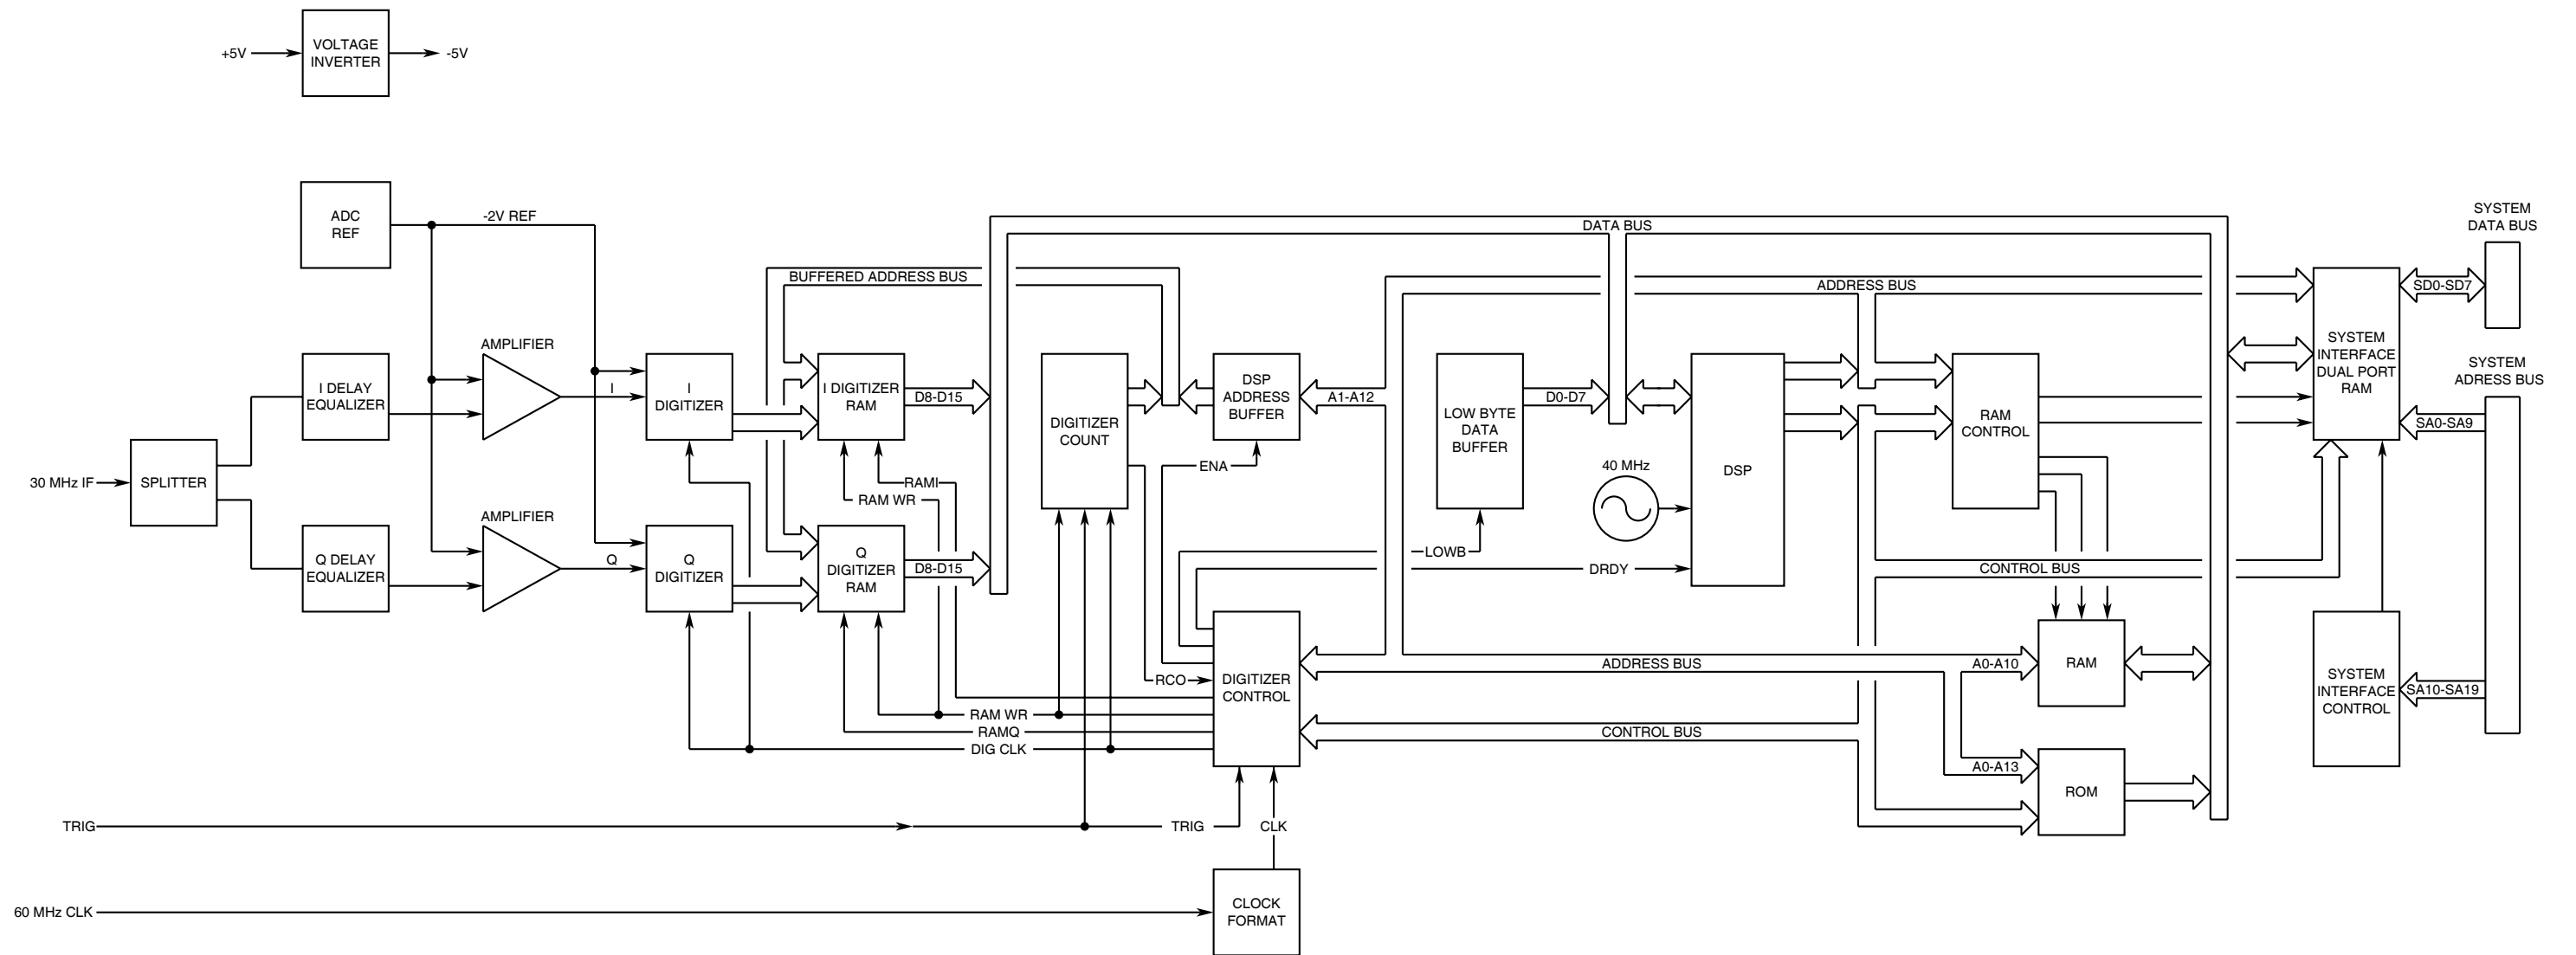 +5V
VOLTAGE
INVERTER
-5V
ADC
REF
-2V REF
SYSTEM
DATA BUS
DATA BUS
BUFFERED ADDRESS BUS
ADDRESS BUS
SD0-SD7
AMPLIFIER
I DELAY
EQUALIZER
I
I
DIGITIZER
I DIGITIZER
RAM
D8-D15
DIGITIZER
COUNT
DSP
ADDRESS
BUFFER
A1-A12
LOW BYTE
DATA
BUFFER
D0-D7
DSP
RAM
CONTROL
SYSTEM
INTERFACE
DUAL PORT
RAM
SYSTEM
ADRESS BUS
SA0-SA9
30 MHz IF
SPLITTER
RAMI
RAM WR
ENA
40 MHz
AMPLIFIER
Q DELAY
EQUALIZER
Q
Q
DIGITIZER
Q
DIGITIZER
RAM
D8-D15
LOWB
DRDY
CONTROL BUS
RCO
DIGITIZER
CONTROL
ADDRESS BUS
A0-A10
RAM
SYSTEM
INTERFACE
CONTROL
SA10-SA19
RAM WR
RAMQ
DIG CLK
CONTROL BUS
A0-A13
ROM
TRIG
TRIG
CLK
60 MHz CLK
CLOCK
FORMAT